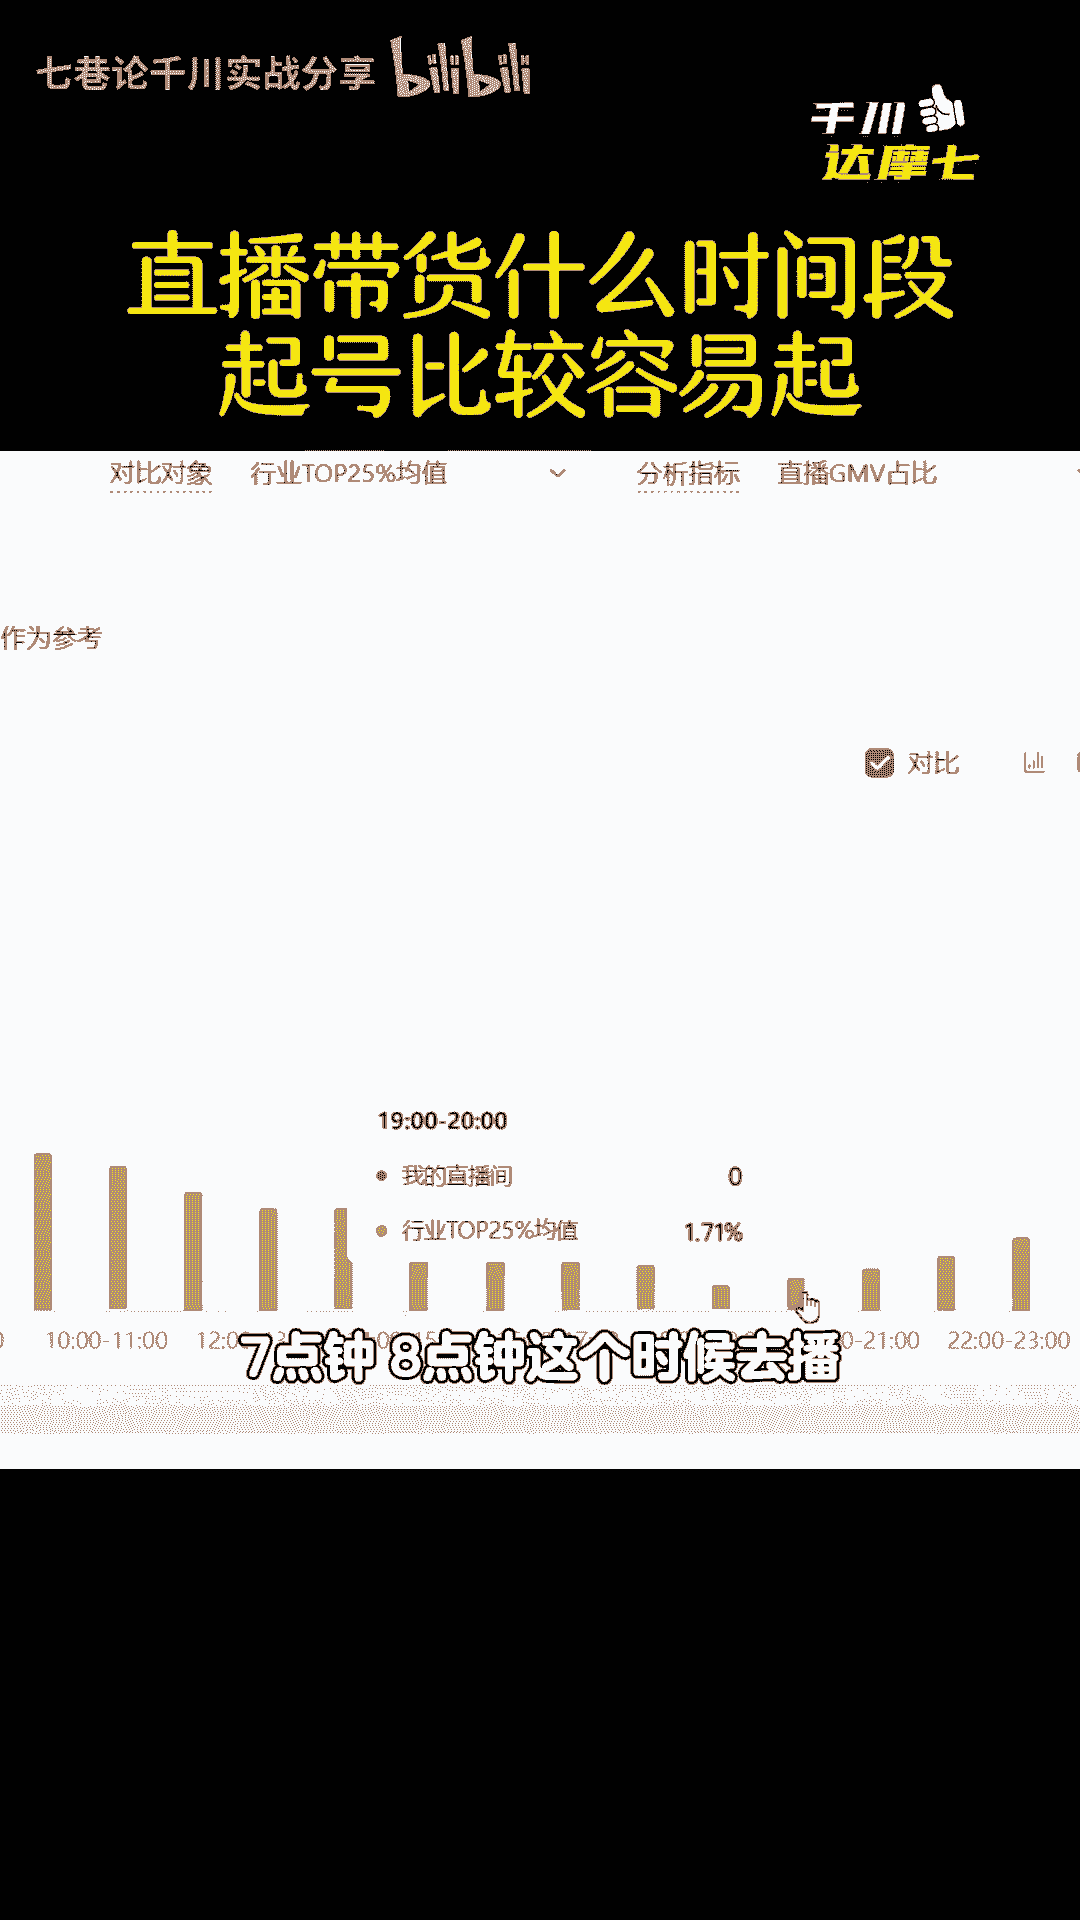 七巷论千川实战分享 bilibili
千川
达摩七
直播带货什么时间段
起号比较容易起
对比对象 行业TOP25%均值 分析指标 直播GMV占比
作为参考
对比
19:00-20:00
我的直播间 0
行业TOP25%均值 1.71%
10:00-11:00 22:00-23:00
7点钟 8点钟这个时候去播